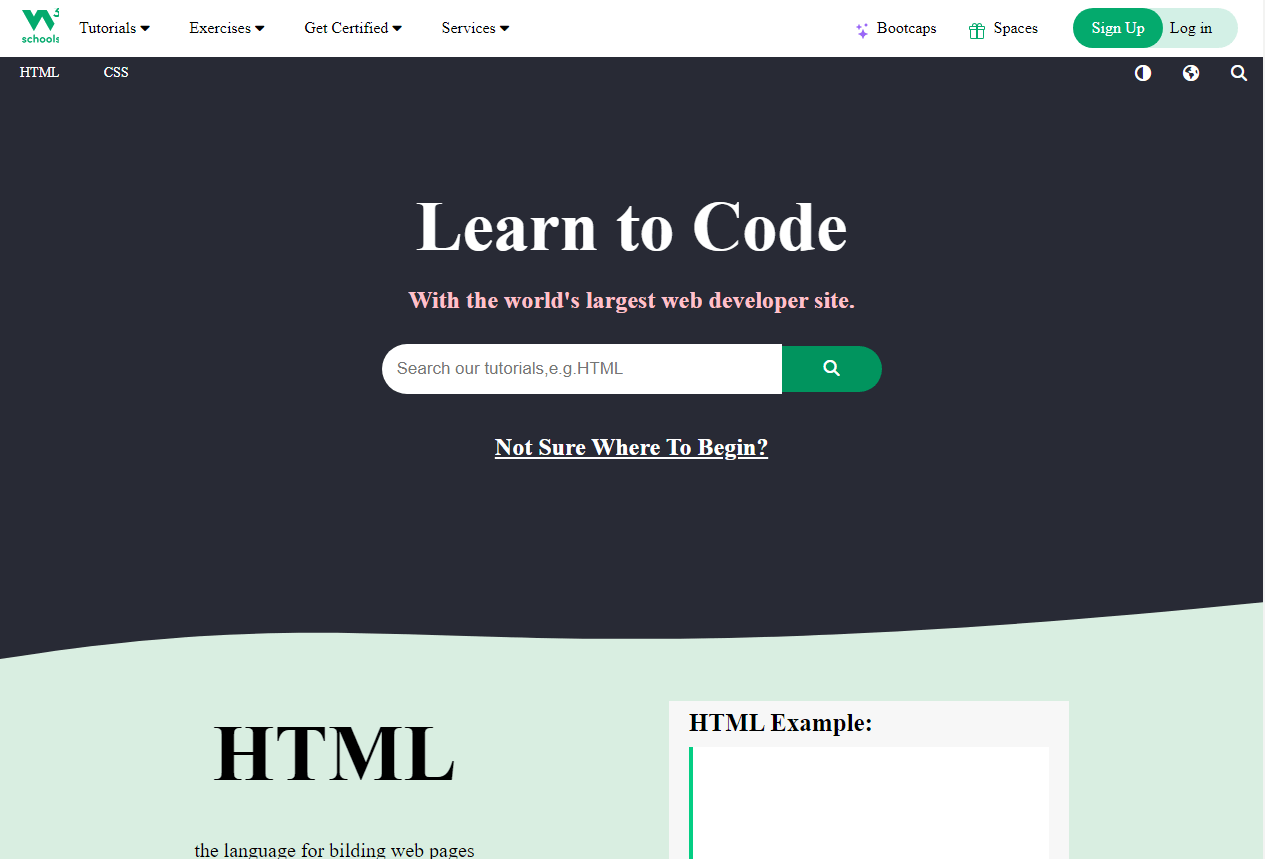 W3 schools Tutorials Exercises Get Certified Services Bootcaps Spaces Sign Up Log in
HTML CSS
Learn to Code
With the world's largest web developer site.
Search our tutorials,e.g.HTML
Not Sure Where To Begin?
HTML
the language for bilding web pages
HTML Example: